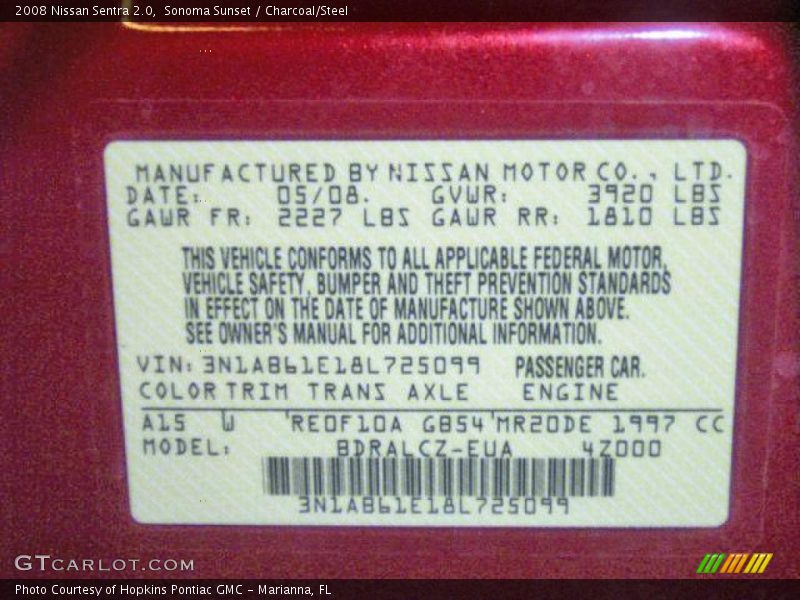 2008 Nissan Sentra 2.0,  Sonoma Sunset / Charcoal/Steel
MANUFACTURED BY NISSAN MOTOR CO., LTD.
DATE: 05/08. GVWR: 3920 LBS
GAWR FR: 2227 LBS GAWR RR: 1810 LBS
THIS VEHICLE CONFORMS TO ALL APPLICABLE FEDERAL MOTOR
VEHICLE SAFETY, BUMPER AND THEFT PREVENTION STANDARDS
IN EFFECT ON THE DATE OF MANUFACTURE SHOWN ABOVE.
SEE OWNER'S MANUAL FOR ADDITIONAL INFORMATION.
VIN: 3N1AB61E18L725099 PASSENGER CAR.
COLOR TRIM TRANS AXLE ENGINE
A15 W 'RE0F10A GB54'MR20DE 1997 CC
MODEL: BDRALCZ-EUA 4Z000
3N1AB61E18L725099
GTCARLOT.COM
Photo Courtesy of Hopkins Pontiac GMC - Marianna, FL